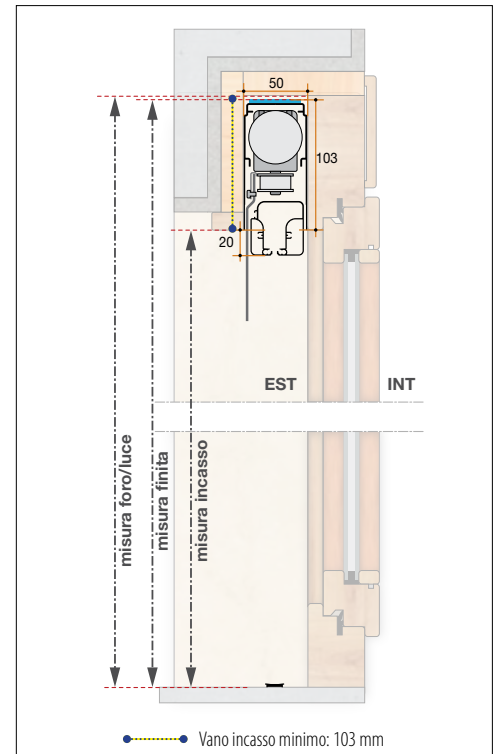 50
103
20
EST
INT
misura foro/luce
misura finita
misura incasso
Vano incasso minimo: 103 mm